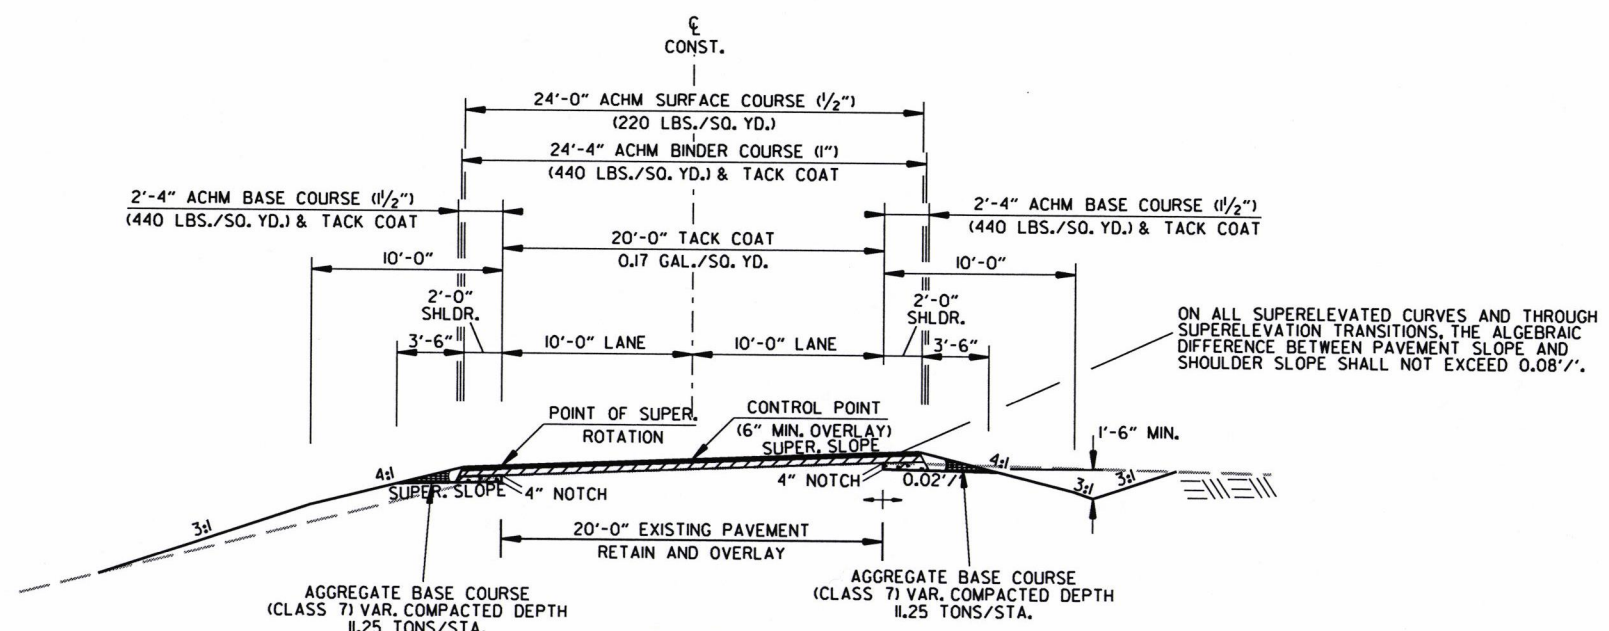 ℄
CONST.
24'-0" ACHM SURFACE COURSE (1/2")
(220 LBS./SQ. YD.)
24'-4" ACHM BINDER COURSE (1")
(440 LBS./SQ. YD.) & TACK COAT
2'-4" ACHM BASE COURSE (1 1/2")
(440 LBS./SQ. YD.) & TACK COAT
2'-4" ACHM BASE COURSE (1 1/2")
(440 LBS./SQ. YD.) & TACK COAT
20'-0" TACK COAT
0.17 GAL./SQ. YD.
10'-0"
10'-0"
2'-0"
SHLDR.
2'-0"
SHLDR.
3'-6"
10'-0" LANE
10'-0" LANE
3'-6"
ON ALL SUPERELEVATED CURVES AND THROUGH
SUPERELEVATION TRANSITIONS, THE ALGEBRAIC
DIFFERENCE BETWEEN PAVEMENT SLOPE AND
SHOULDER SLOPE SHALL NOT EXCEED 0.08'/'.
POINT OF SUPER.
ROTATION
CONTROL POINT
(6" MIN. OVERLAY)
SUPER. SLOPE
1'-6" MIN.
4:1
SUPER. SLOPE
4" NOTCH
4" NOTCH
0.02'/'
4:1
3:1
3:1
3:1
20'-0" EXISTING PAVEMENT
RETAIN AND OVERLAY
AGGREGATE BASE COURSE
(CLASS 7) VAR. COMPACTED DEPTH
11.25 TONS/STA.
AGGREGATE BASE COURSE
(CLASS 7) VAR. COMPACTED DEPTH
11.25 TONS/STA.